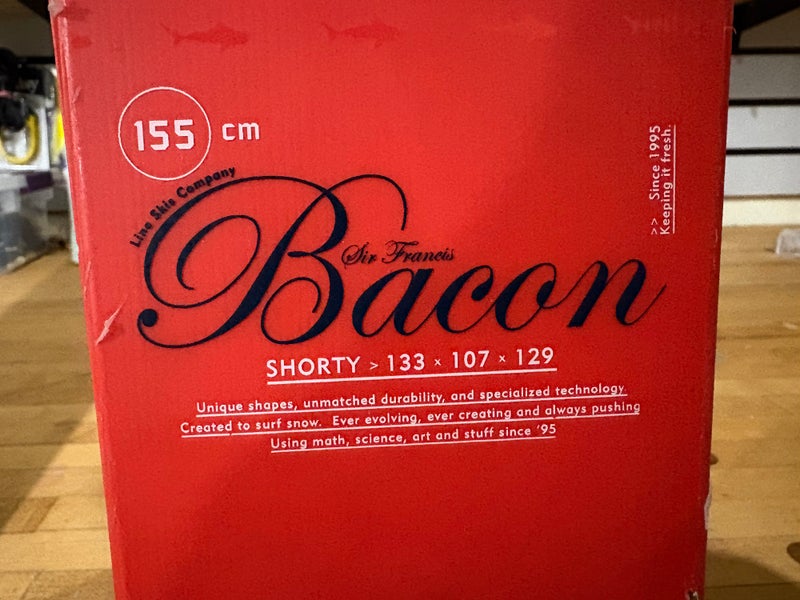 155 cm
Line Skis Company
Sir Francis
Bacon
SHORTY > 133 × 107 × 129
Unique shapes, unmatched durability, and specialized technology.
Created to surf snow. Ever evolving, ever creating and always pushing
Using math, science, art and stuff since '95
>> Since 1995
Keeping it fresh.